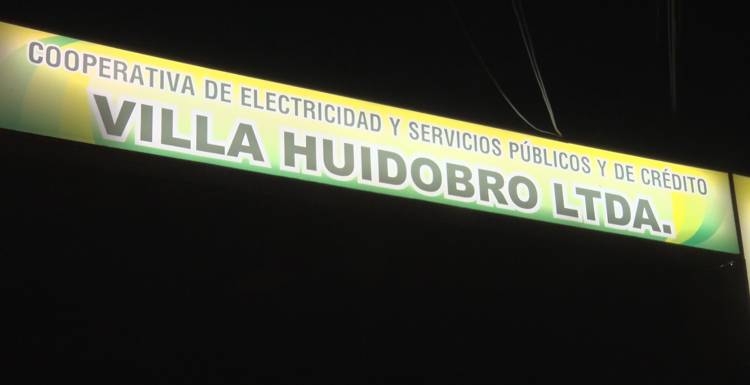 COOPERATIVA DE ELECTRICIDAD Y SERVICIOS PÚBLICOS Y DE CRÉDITO
VILLA HUIDOBRO LTDA.